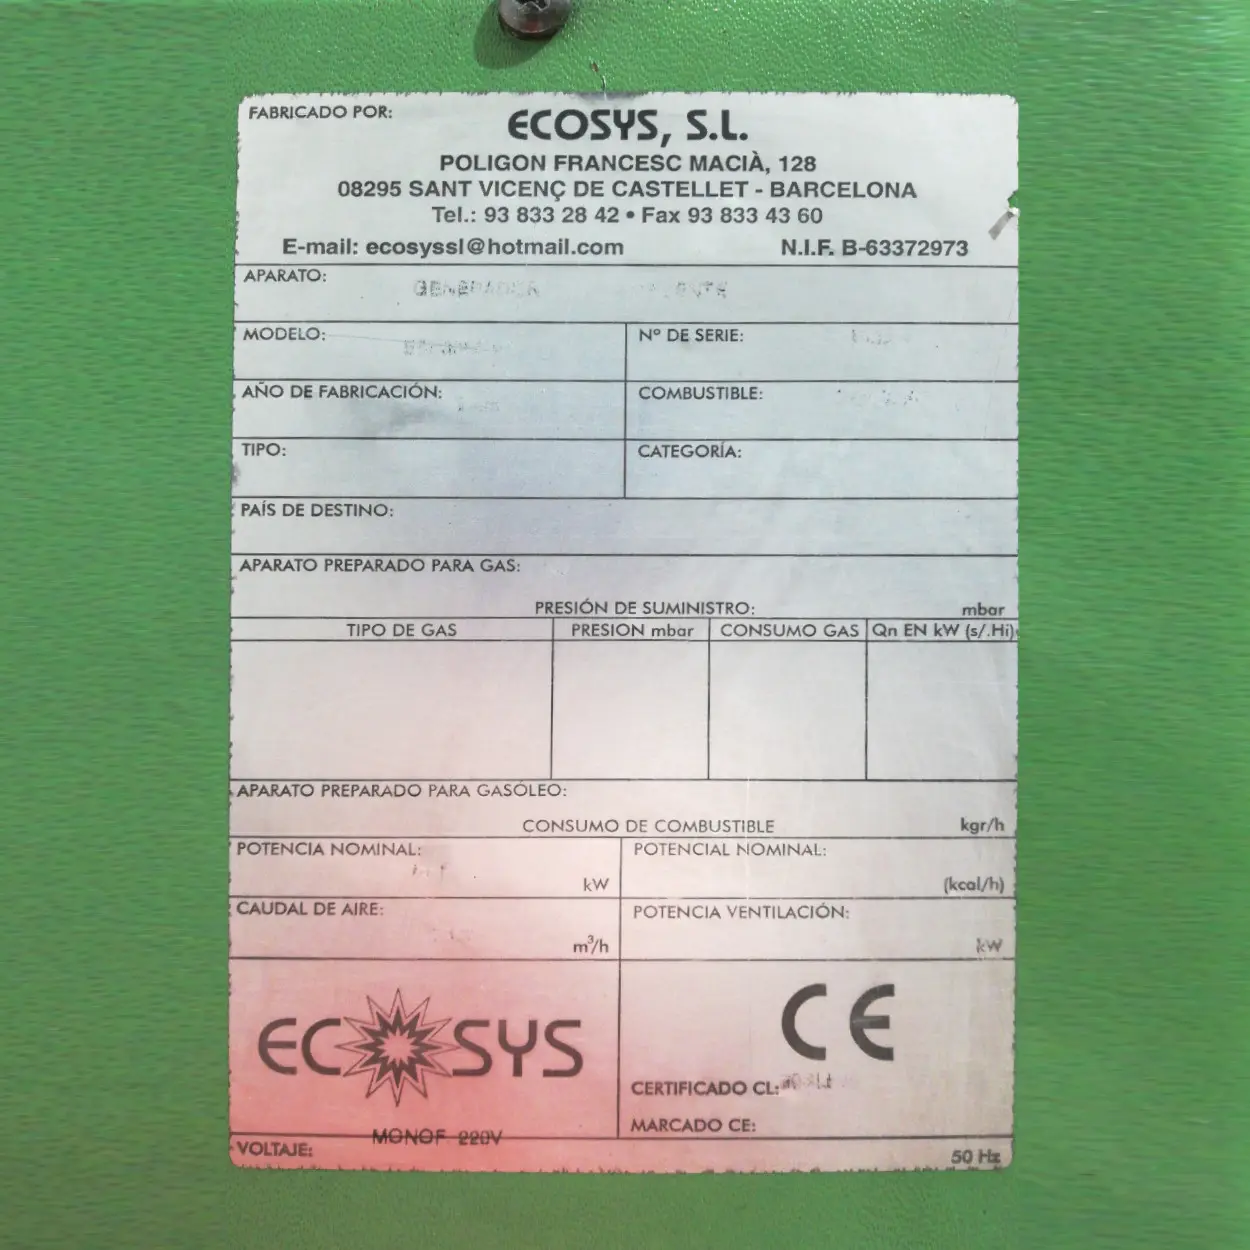 FABRICADO POR:
ECOSYS, S.L.
POLIGON FRANCESC MACIÀ, 128
08295 SANT VICENÇ DE CASTELLET - BARCELONA
Tel.: 93 833 28 42 • Fax 93 833 43 60
E-mail: ecosyssl@hotmail.com N.I.F. B-63372973
APARATO: GENERADOR
MODELO: Nº DE SERIE:
AÑO DE FABRICACIÓN: COMBUSTIBLE:
TIPO: CATEGORÍA:
PAÍS DE DESTINO:
APARATO PREPARADO PARA GAS:
PRESIÓN DE SUMINISTRO: mbar
TIPO DE GAS PRESION mbar CONSUMO GAS Qn EN kW (s/.Hi)
APARATO PREPARADO PARA GASÓLEO:
CONSUMO DE COMBUSTIBLE kgr/h
POTENCIA NOMINAL: kW POTENCIAL NOMINAL: (kcal/h)
CAUDAL DE AIRE: m³/h POTENCIA VENTILACIÓN: kW
ECOSYS
CE
CERTIFICADO CL:
MARCADO CE:
VOLTAJE: MONOF 220V 50 Hz